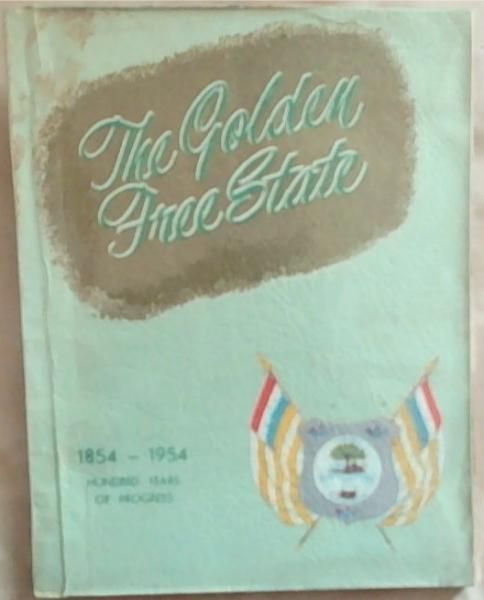 The Golden
Free State
1854 - 1954
HUNDRED YEARS
OF PROGRESS